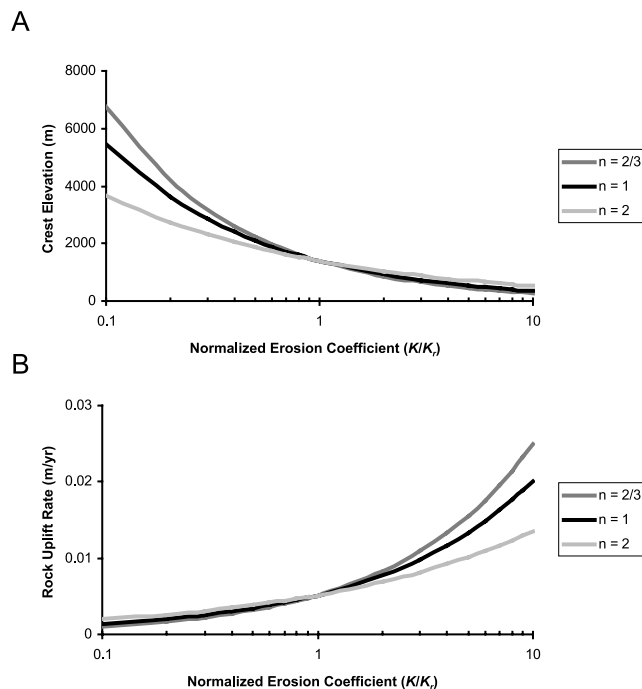 A
8000
6000
4000
2000
0
Crest Elevation (m)
0.1
1
10
Normalized Erosion Coefficient (K/Kr)
n = 2/3
n = 1
n = 2
B
0.03
0.02
0.01
0
Rock Uplift Rate (m/yr)
0.1
1
10
Normalized Erosion Coefficient (K/Kr)
n = 2/3
n = 1
n = 2